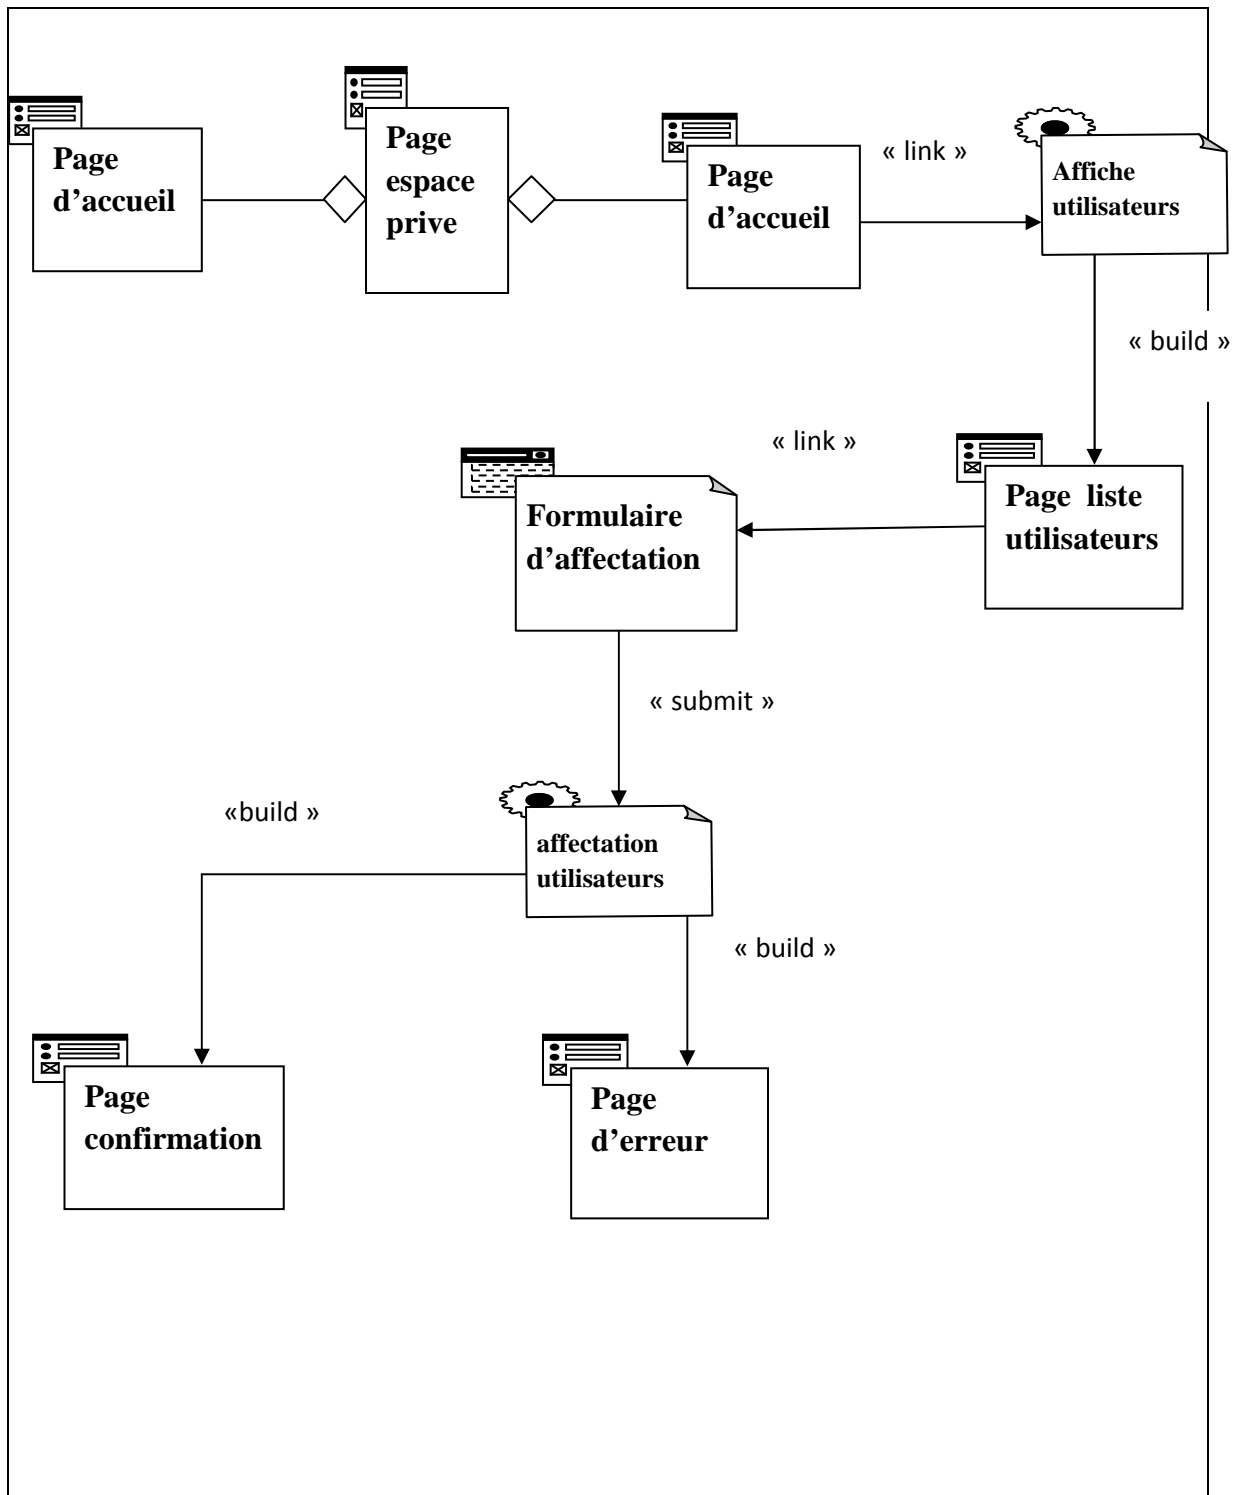 Page
d’accueil
Page
espace
prive
Page
d’accueil
« link »
Affiche
utilisateurs
« build »
« link »
Formulaire
d’affectation
Page liste
utilisateurs
« submit »
«build »
affectation
utilisateurs
« build »
Page
confirmation
Page
d’erreur